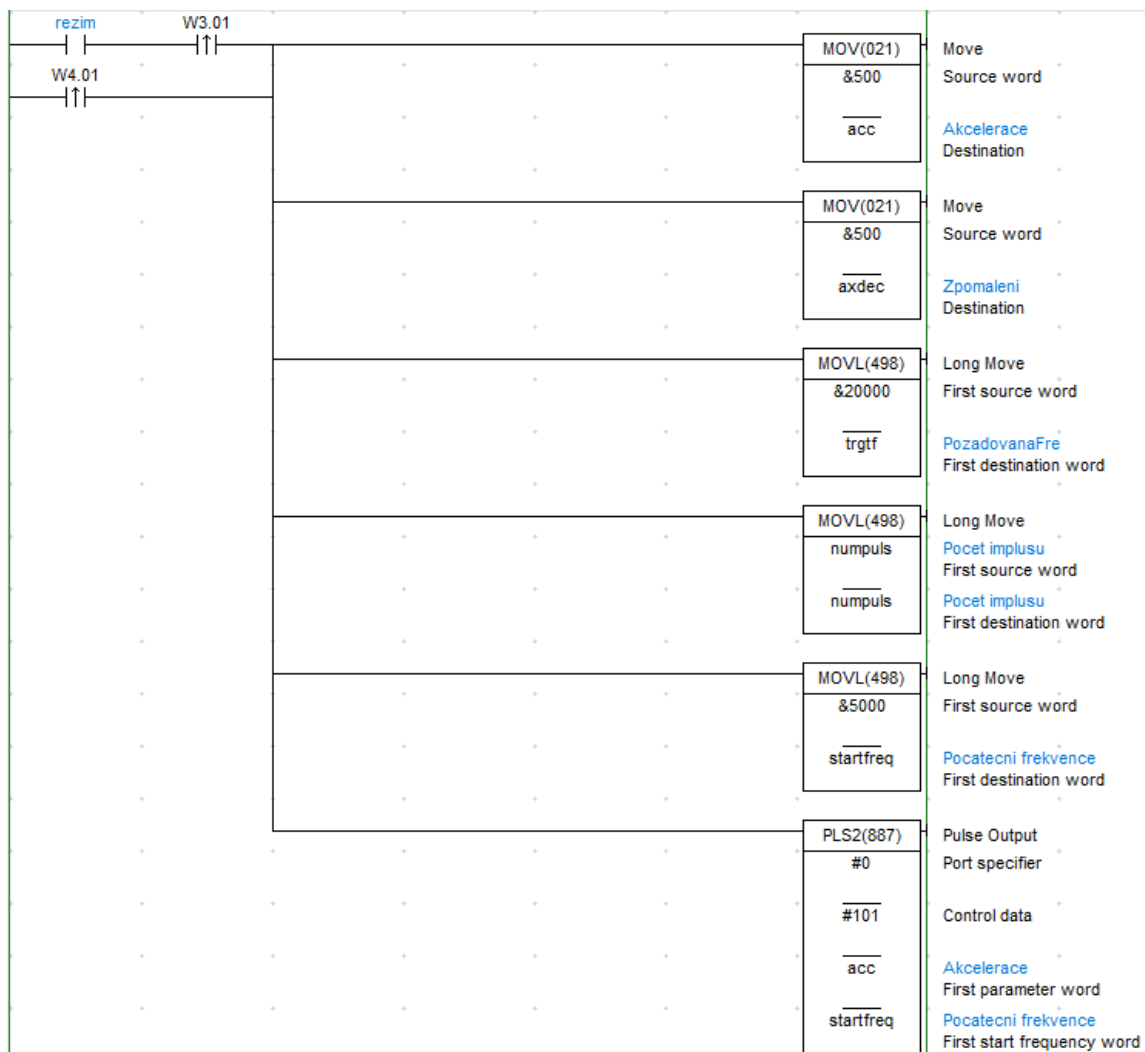 rezim W3.01
W4.01
MOV(021) Move
&500 Source word
acc Akcelerace
Destination
MOV(021) Move
&500 Source word
axdec Zpomaleni
Destination
MOVL(498) Long Move
&20000 First source word
trgtf PozadovanaFre
First destination word
MOVL(498) Long Move
numpuls Pocet implusu
First source word
numpuls Pocet implusu
First destination word
MOVL(498) Long Move
&5000 First source word
startfreq Pocatecni frekvence
First destination word
PLS2(887) Pulse Output
#0 Port specifier
#101 Control data
acc Akcelerace
First parameter word
startfreq Pocatecni frekvence
First start frequency word